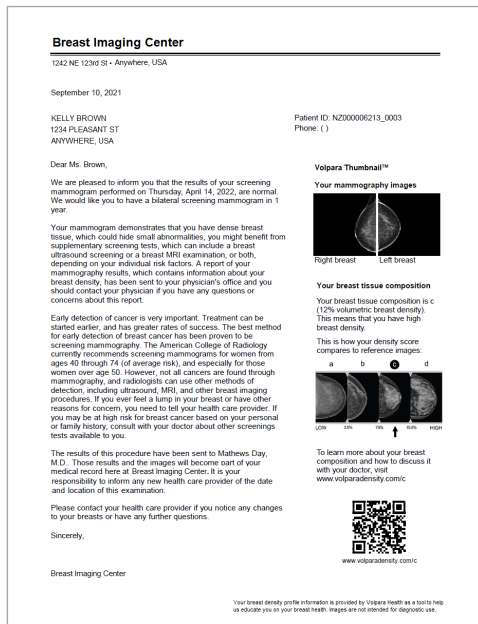 Breast Imaging Center
1242 NE 123rd St • Anywhere, USA
September 10, 2021
KELLY BROWN
1234 PLEASANT ST
ANYWHERE, USA
Patient ID: NZ000006213_0003
Phone: ( )
Dear Ms. Brown,
We are pleased to inform you that the results of your screening
mammogram performed on Thursday, April 14, 2022, are normal.
We would like you to have a bilateral screening mammogram in 1
year.
Your mammogram demonstrates that you have dense breast
tissue, which could hide small abnormalities, you might benefit from
supplementary screening tests, which can include a breast
ultrasound screening or a breast MRI examination, or both,
depending on your individual risk factors. A report of your
mammography results, which contains information about your
breast density, has been sent to your physician's office and you
should contact your physician if you have any questions or
concerns about this report.
Early detection of cancer is very important. Treatment can be
started earlier, and has greater rates of success. The best method
for early detection of breast cancer has been proven to be
screening mammography. The American College of Radiology
currently recommends screening mammograms for women from
ages 40 through 74 (of average risk), and especially for those
women over age 50. However, not all cancers are found through
mammography, and radiologists can use other methods of
detection, including ultrasound, MRI, and other breast imaging
procedures. If you ever feel a lump in your breast or have other
reasons for concern, you need to tell your health care provider. If
you may be at high risk for breast cancer based on your personal
or family history, consult with your doctor about other screenings
tests available to you.
The results of this procedure have been sent to Mathews Day,
M.D.. Those results and the images will become part of your
medical record here at Breast Imaging Center. It is your
responsibility to inform any new health care provider of the date
and location of this examination.
Please contact your health care provider if you notice any changes
to your breasts or have any further questions.
Sincerely,
Breast Imaging Center
Volpara Thumbnail™
Your mammography images
Right breast Left breast
Your breast tissue composition
Your breast tissue composition is c
(12% volumetric breast density).
This means that you have high
breast density.
This is how your density score
compares to reference images:
a b c d
LOW 3.5% 7.5% 15.5% HIGH
To learn more about your breast
composition and how to discuss it
with your doctor, visit
www.volparadensity.com/c
www.volparadensity.com/c
Your breast density profile information is provided by Volpara Health as a tool to help
us educate you on your breast health. Images are not intended for diagnostic use.